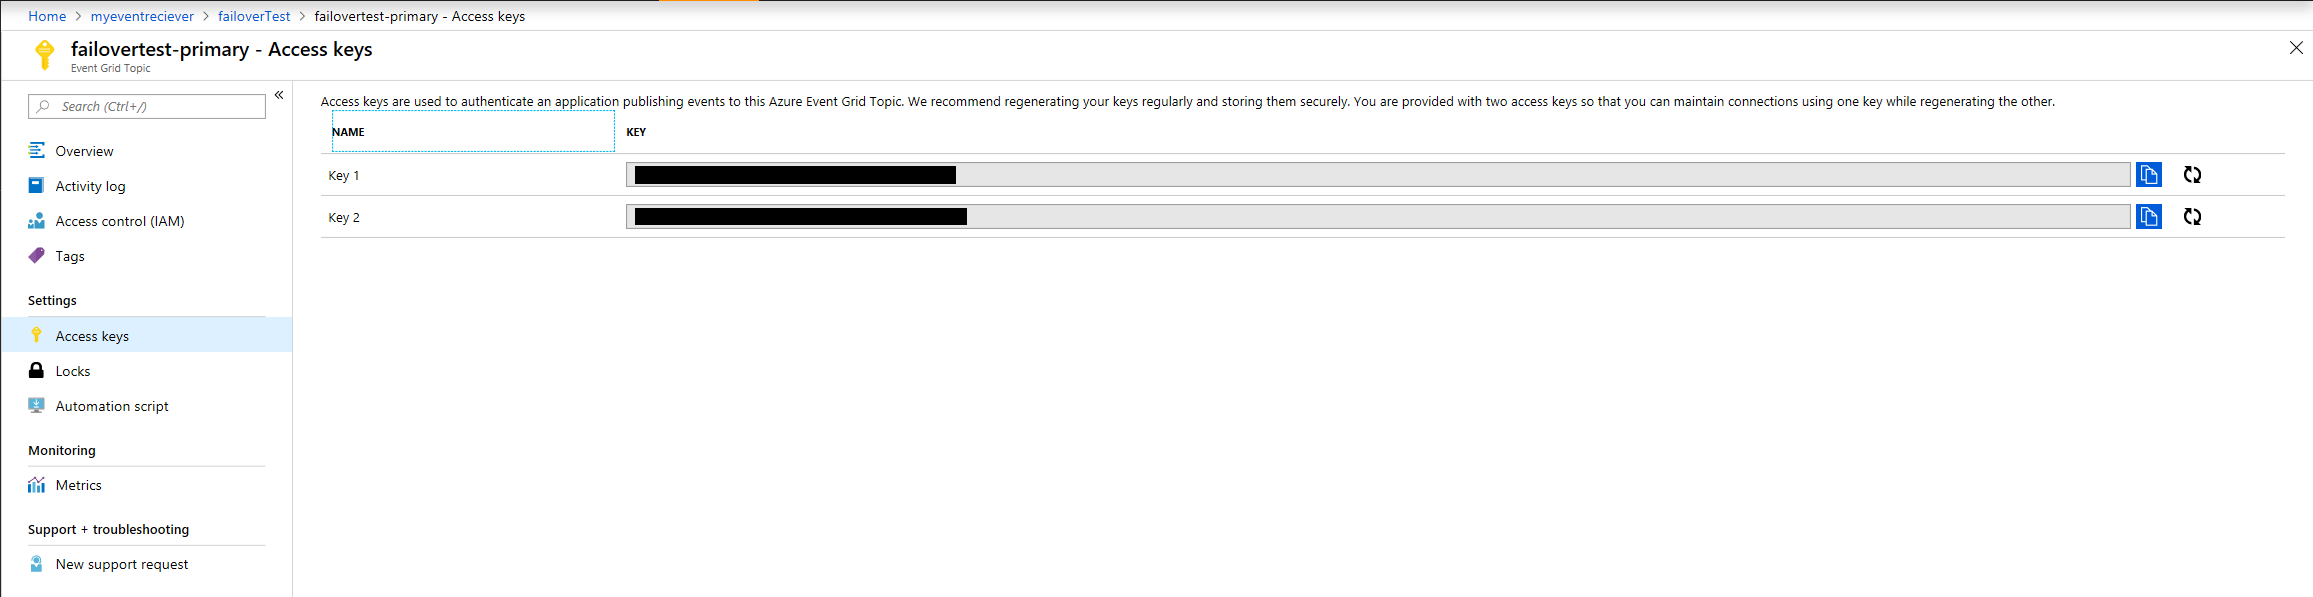 Home > myeventreciever > failoverTest > failovertest-primary - Access keys
failovertest-primary - Access keys
Event Grid Topic
Search (Ctrl+/)
Overview
Activity log
Access control (IAM)
Tags
Settings
Access keys
Locks
Automation script
Monitoring
Metrics
Support + troubleshooting
New support request
Access keys are used to authenticate an application publishing events to this Azure Event Grid Topic. We recommend regenerating your keys regularly and storing them securely. You are provided with two access keys so that you can maintain connections using one key while regenerating the other.
NAME KEY
Key 1
Key 2